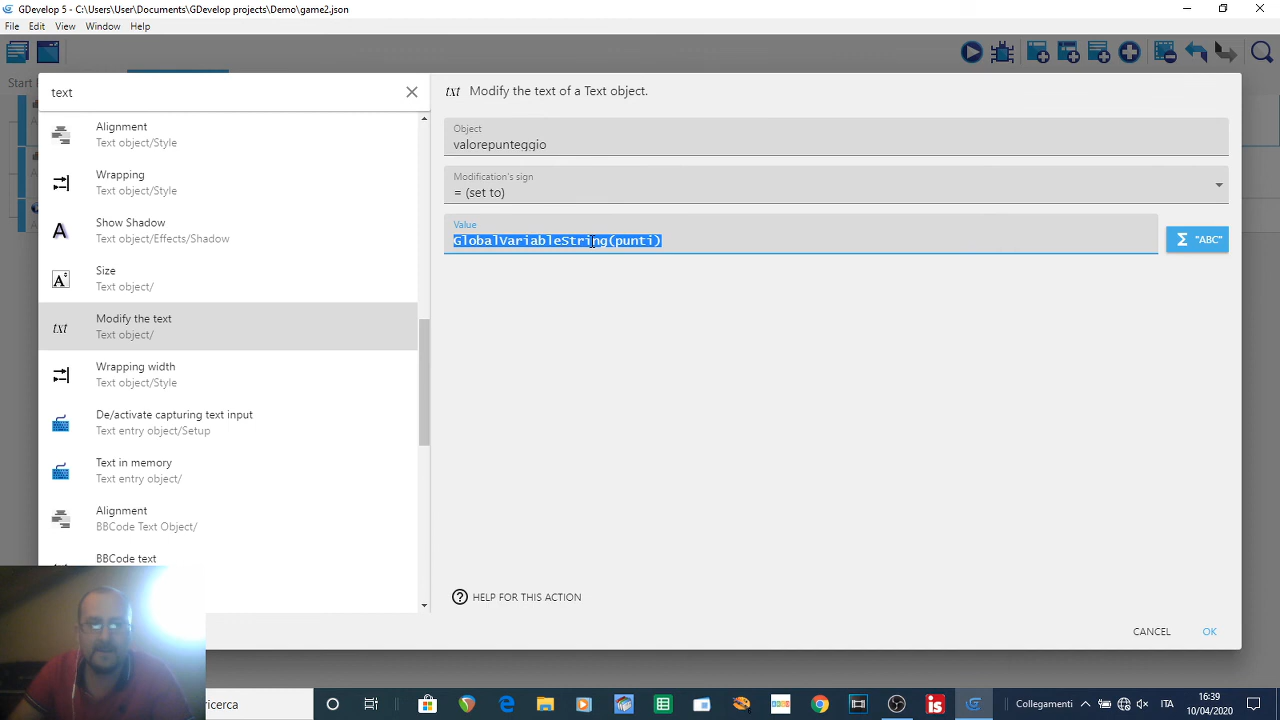 GDevelop 5 - C:\Users\User\Documents\GDevelop projects\Demo\game2.json
File Edit View Window Help
Start
text
Modify the text of a Text object.
Alignment
Text object/Style
Wrapping
Text object/Style
Show Shadow
Text object/Effects/Shadow
Size
Text object/
Modify the text
Text object/
Wrapping width
Text object/Style
De/activate capturing text input
Text entry object/Setup
Text in memory
Text entry object/
Alignment
BBCode Text Object/
BBCode text
Object
valorepunteggio
Modification's sign
= (set to)
Value
GlobalVariableString(punti)
Σ "ABC"
HELP FOR THIS ACTION
CANCEL OK
ricerca
Collegamenti
ITA
16:39
10/04/2020